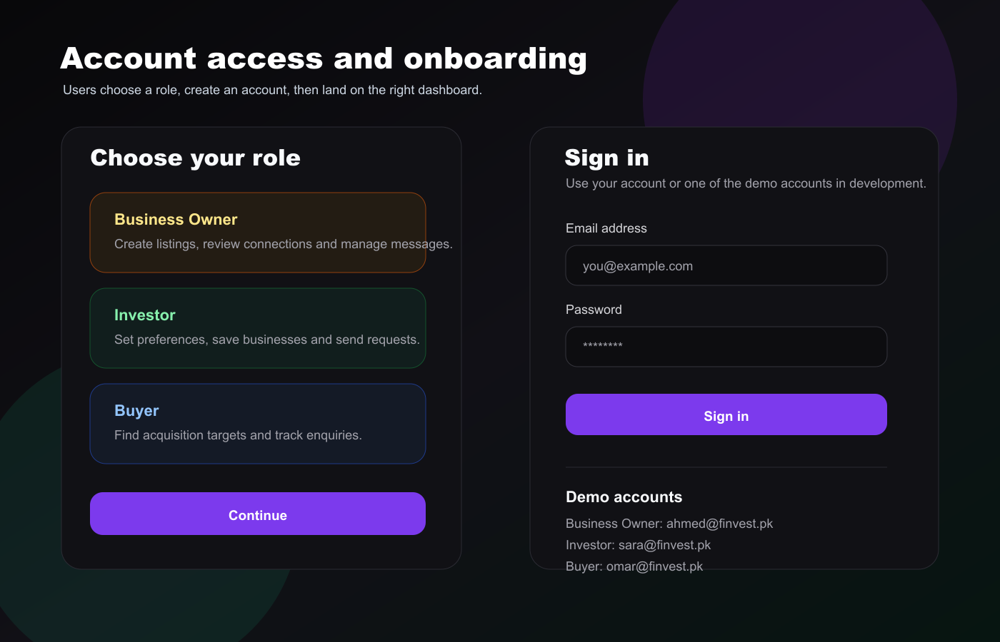 Account access and onboarding
Users choose a role, create an account, then land on the right dashboard.
Choose your role
Business Owner
Create listings, review connections and manage messages.
Investor
Set preferences, save businesses and send requests.
Buyer
Find acquisition targets and track enquiries.
Continue
Sign in
Use your account or one of the demo accounts in development.
Email address
you@example.com
Password
********
Sign in
Demo accounts
Business Owner: ahmed@finvest.pk
Investor: sara@finvest.pk
Buyer: omar@finvest.pk